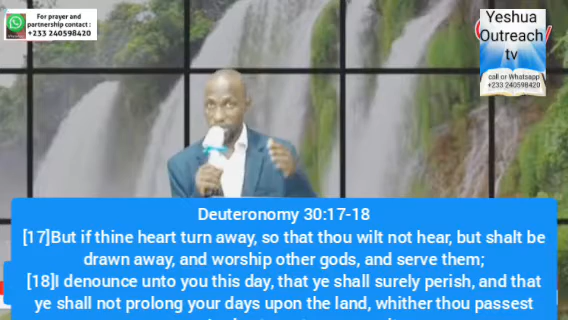 For prayer and
partnership contact :
+233 240598420
Yeshua
Outreach
tv
call or Whatsapp
+233 240598420
Deuteronomy 30:17-18
[17]But if thine heart turn away, so that thou wilt not hear, but shalt be
drawn away, and worship other gods, and serve them;
[18]I denounce unto you this day, that ye shall surely perish, and that
ye shall not prolong your days upon the land, whither thou passest